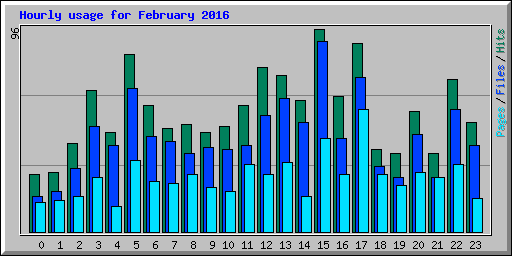 Hourly usage for February 2016
96
Pages / Files / Hits
0 1 2 3 4 5 6 7 8 9 10 11 12 13 14 15 16 17 18 19 20 21 22 23